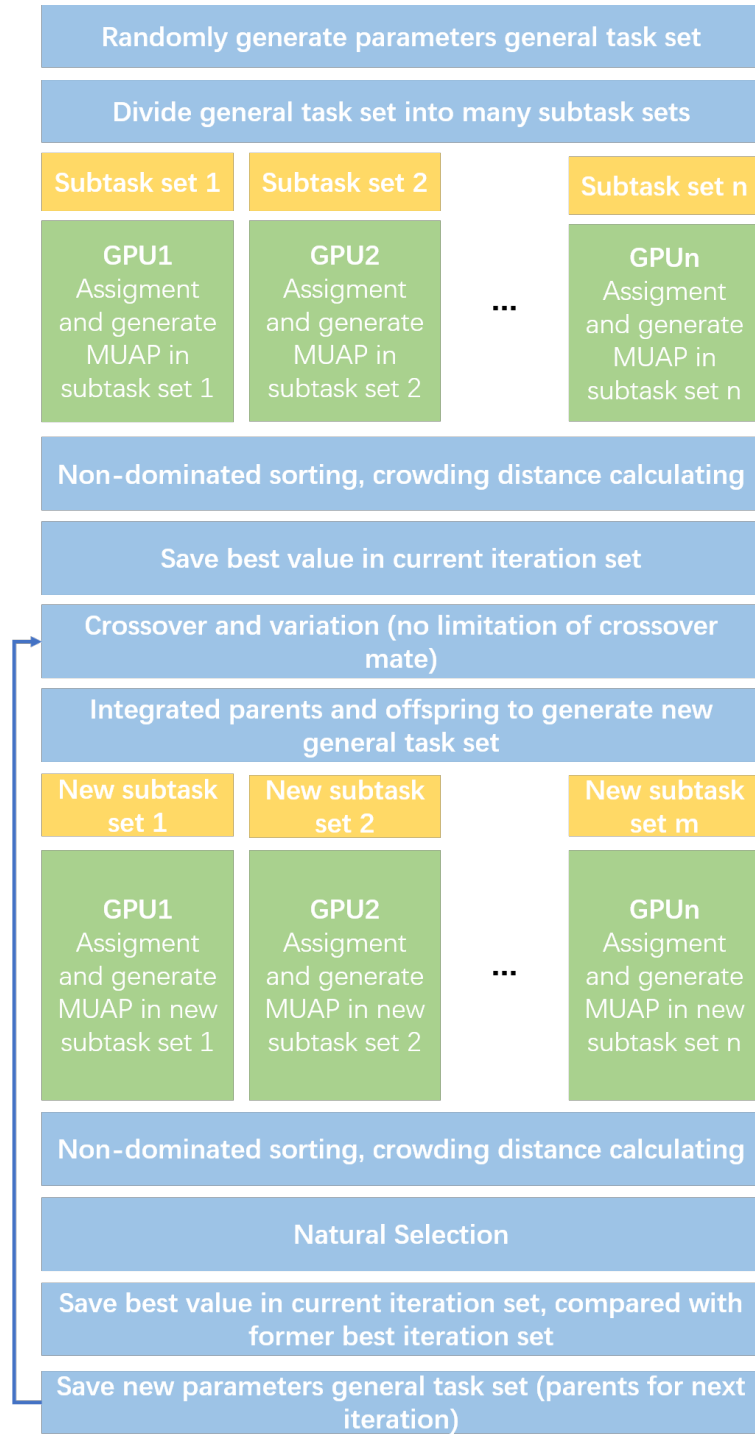 Randomly generate parameters general task set
Divide general task set into many subtask sets
Subtask set 1
Subtask set 2
Subtask set n
GPU1
Assigment
and generate
MUAP in
subtask set 1
GPU2
Assigment
and generate
MUAP in
subtask set 2
...
GPUn
Assigment
and generate
MUAP in
subtask set n
Non-dominated sorting, crowding distance calculating
Save best value in current iteration set
Crossover and variation (no limitation of crossover
mate)
Integrated parents and offspring to generate new
general task set
New subtask
set 1
New subtask
set 2
New subtask
set m
GPU1
Assigment
and generate
MUAP in new
subtask set 1
GPU2
Assigment
and generate
MUAP in new
subtask set 2
...
GPUn
Assigment
and generate
MUAP in new
subtask set n
Non-dominated sorting, crowding distance calculating
Natural Selection
Save best value in current iteration set, compared with
former best iteration set
Save new parameters general task set (parents for next
iteration)